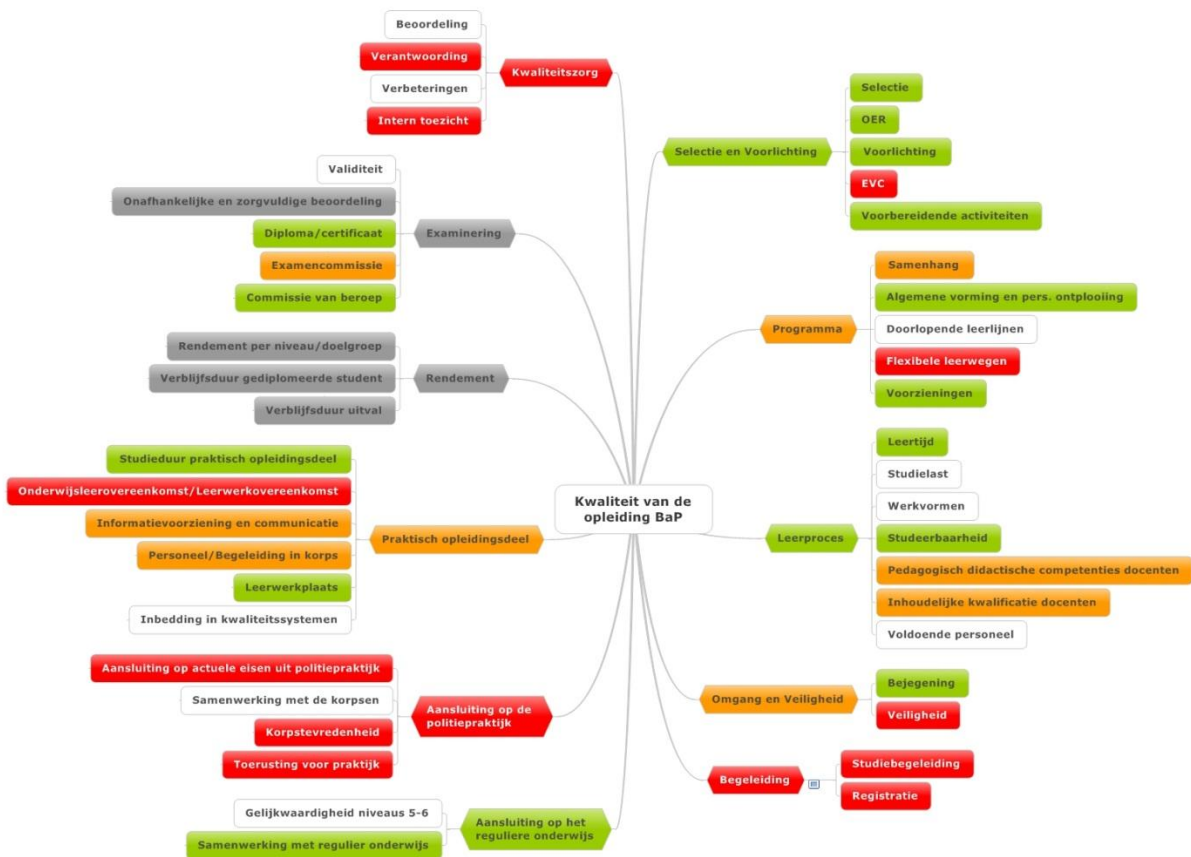 Beoordeling
Verantwoording
Verbeteringen
Intern toezicht
Kwaliteitszorg
Validiteit
Onafhankelijke en zorgvuldige beoordeling
Diploma/certificaat
Examencommissie
Commissie van beroep
Examinering
Rendement per niveau/doelgroep
Verblijfsduur gediplomeerde student
Verblijfsduur uitval
Rendement
Studieduur praktisch opleidingsdeel
Onderwijsleerovereenkomst/Leerwerkovereenkomst
Informatievoorziening en communicatie
Personeel/Begeleiding in korps
Leerwerkplaats
Inbedding in kwaliteitssystemen
Praktisch opleidingsdeel
Aansluiting op actuele eisen uit politiepraktijk
Samenwerking met de korpsen
Korpstevredenheid
Toerusting voor praktijk
Aansluiting op de
politiepraktijk
Gelijkwaardigheid niveaus 5-6
Samenwerking met regulier onderwijs
Aansluiting op het
reguliere onderwijs
Kwaliteit van de
opleiding BaP
Selectie en Voorlichting
Selectie
OER
Voorlichting
EVC
Voorbereidende activiteiten
Programma
Samenhang
Algemene vorming en pers. ontplooiing
Doorlopende leerlijnen
Flexibele leerwegen
Voorzieningen
Leerproces
Leertijd
Studielast
Werkvormen
Studeerbaarheid
Pedagogisch didactische competenties docenten
Inhoudelijke kwalificatie docenten
Voldoende personeel
Omgang en Veiligheid
Bejegening
Veiligheid
Begeleiding
Studiebegeleiding
Registratie